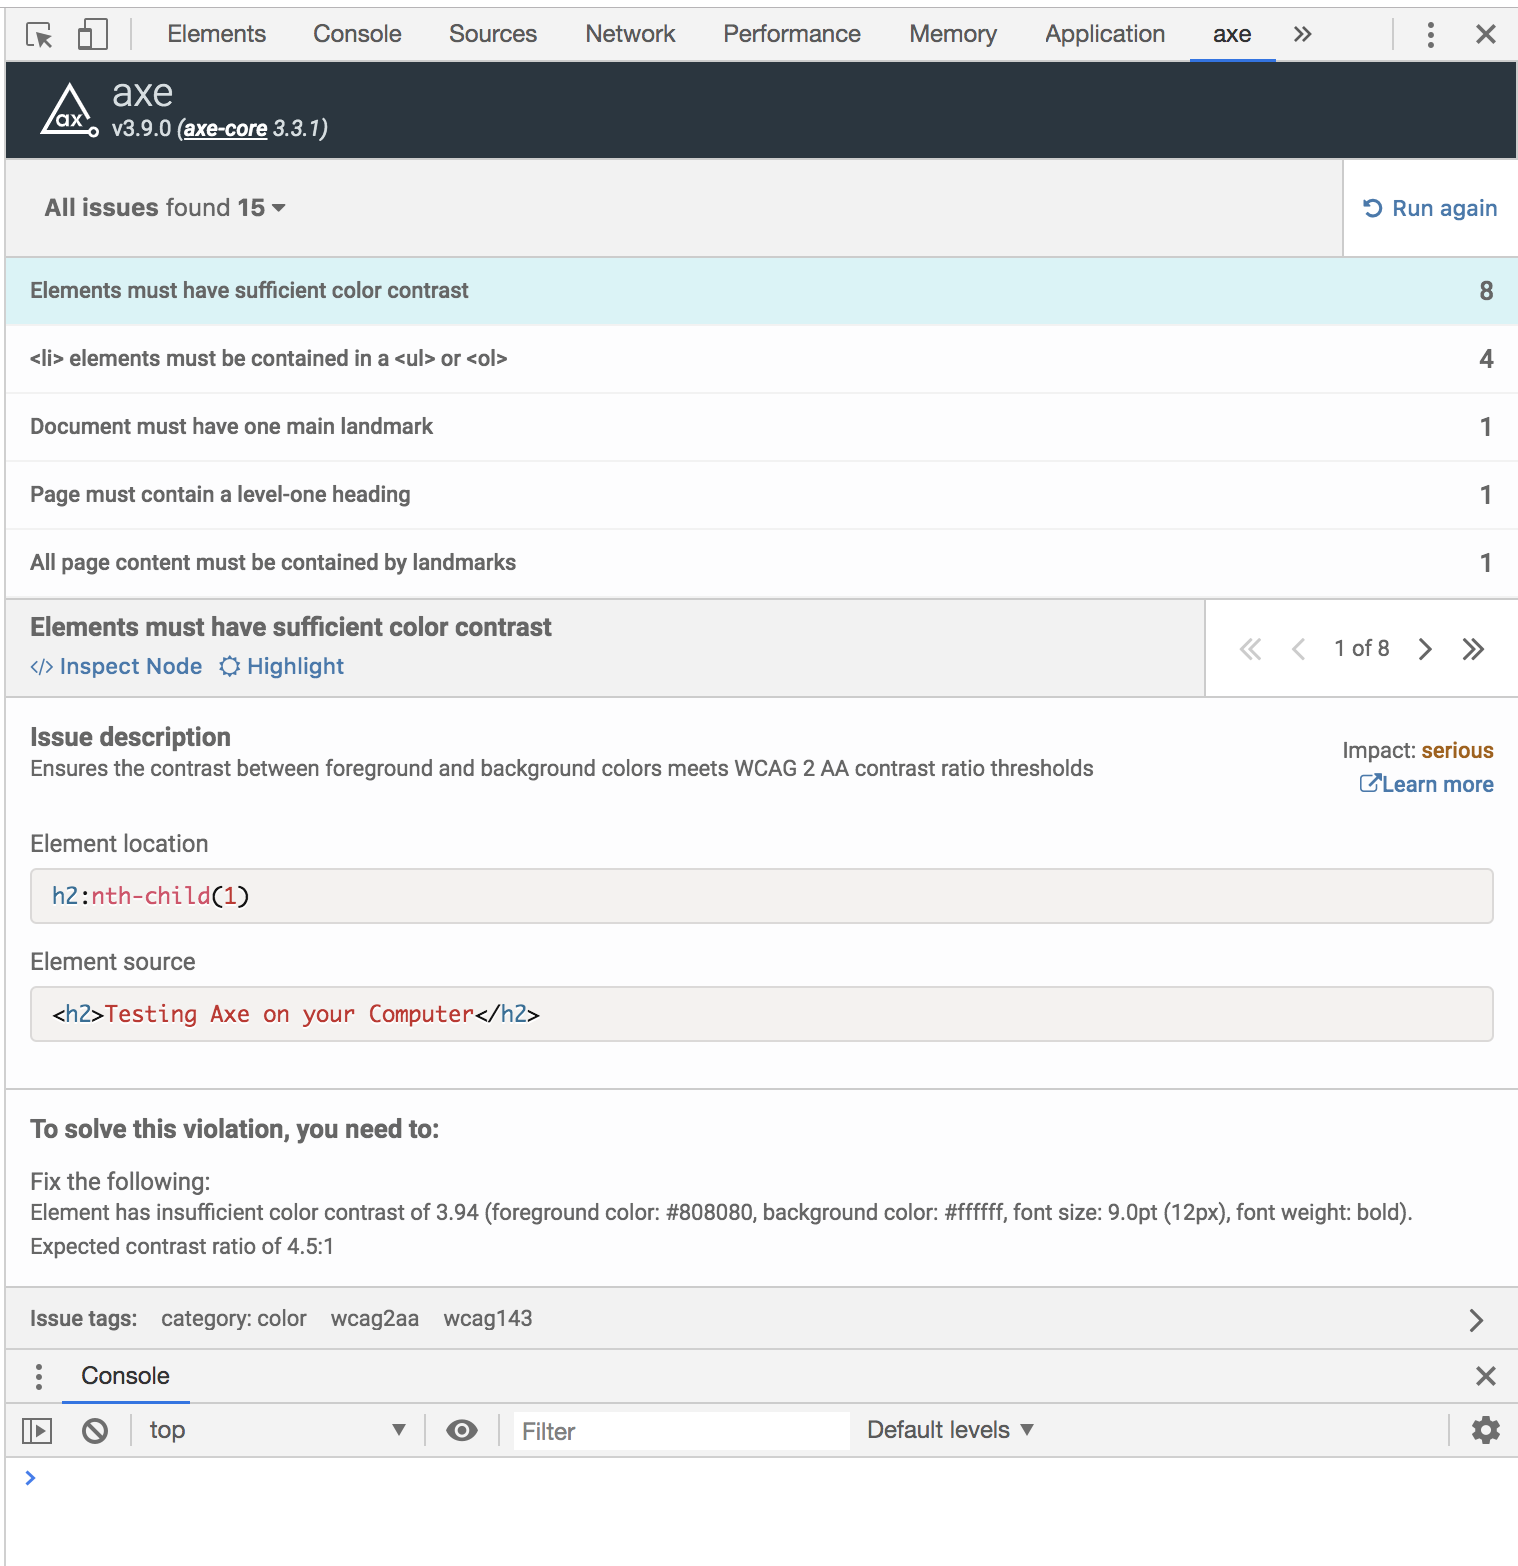 Elements Console Sources Network Performance Memory Application axe
ax axe
v3.9.0 (axe-core 3.3.1)
All issues found 15
Run again
Elements must have sufficient color contrast 8
<li> elements must be contained in a <ul> or <ol> 4
Document must have one main landmark 1
Page must contain a level-one heading 1
All page content must be contained by landmarks 1
Elements must have sufficient color contrast
</> Inspect Node Highlight
1 of 8
Issue description
Ensures the contrast between foreground and background colors meets WCAG 2 AA contrast ratio thresholds
Impact: serious
Learn more
Element location
h2:nth-child(1)
Element source
<h2>Testing Axe on your Computer</h2>
To solve this violation, you need to:
Fix the following:
Element has insufficient color contrast of 3.94 (foreground color: #808080, background color: #ffffff, font size: 9.0pt (12px), font weight: bold).
Expected contrast ratio of 4.5:1
Issue tags: category: color wcag2aa wcag143
Console
top Filter Default levels